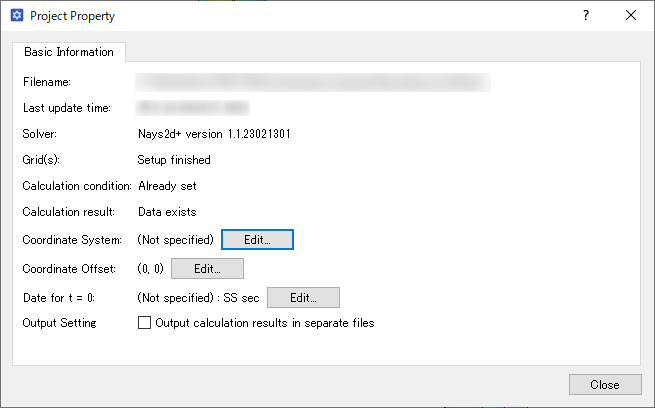 Project Property
Basic Information
Filename:
Last update time:
Solver: Nays2d+ version 1.1.23021301
Grid(s): Setup finished
Calculation condition: Already set
Calculation result: Data exists
Coordinate System: (Not specified) Edit...
Coordinate Offset: (0, 0) Edit...
Date for t = 0: (Not specified) : SS sec Edit...
Output Setting Output calculation results in separate files
Close